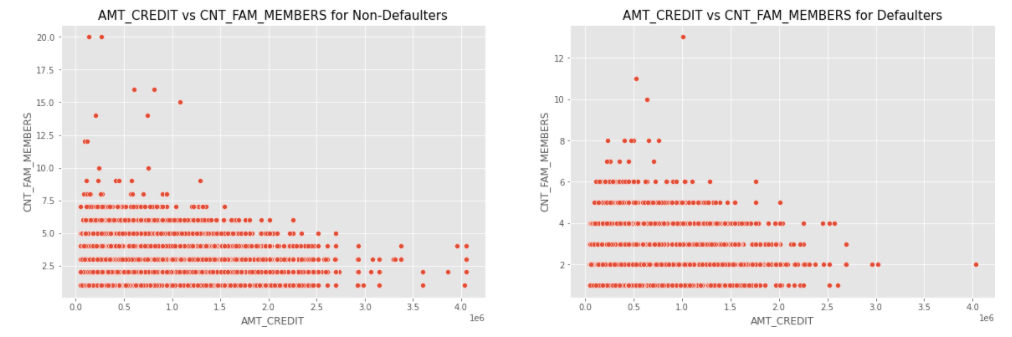 AMT_CREDIT vs CNT_FAM_MEMBERS for Non-Defaulters
20.0
17.5
15.0
12.5
10.0
7.5
5.0
2.5
CNT_FAM_MEMBERS
0.0 0.5 1.0 1.5 2.0 2.5 3.0 3.5 4.0
1e6
AMT_CREDIT
AMT_CREDIT vs CNT_FAM_MEMBERS for Defaulters
12
10
8
6
4
2
CNT_FAM_MEMBERS
0.0 0.5 1.0 1.5 2.0 2.5 3.0 3.5 4.0
1e6
AMT_CREDIT